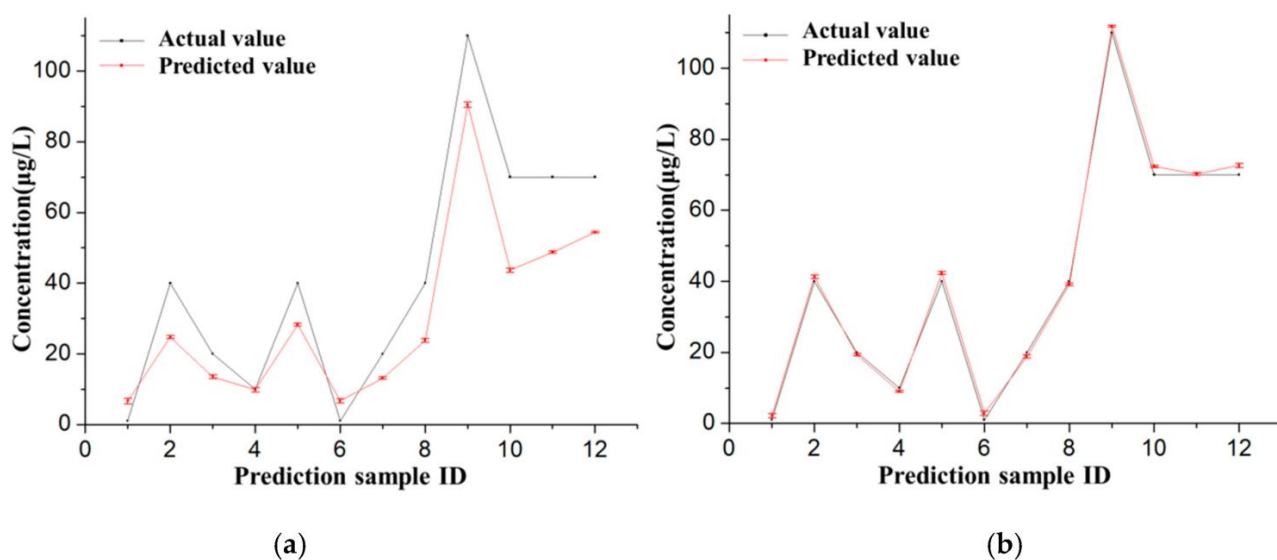 Actual value
Predicted value
100
80
60
40
20
0
Concentration(μg/L)
0 2 4 6 8 10 12
Prediction sample ID
(a)
Actual value
Predicted value
100
80
60
40
20
0
Concentration(μg/L)
0 2 4 6 8 10 12
Prediction sample ID
(b)